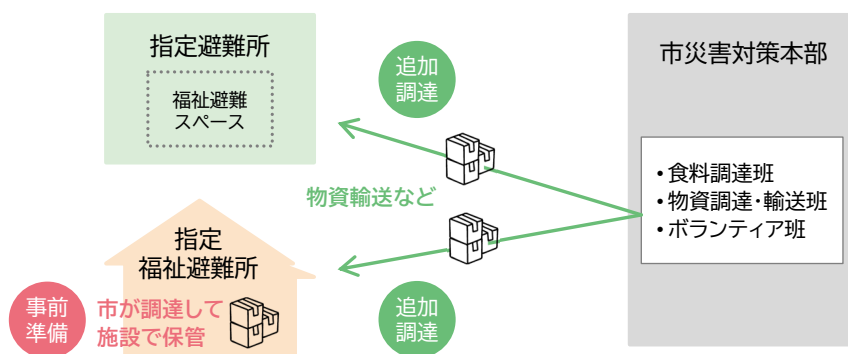 指定避難所
福祉避難
スペース
追加
調達
市災害対策本部
・食料調達班
・物資調達・輸送班
・ボランティア班
物資輸送など
指定
福祉避難所
事前
準備
市が調達して
施設で保管
追加
調達